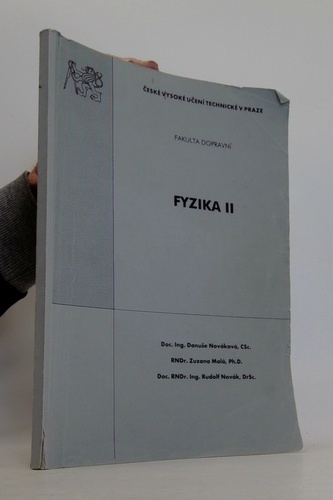 ČESKÉ VYSOKÉ UČENÍ TECHNICKÉ V PRAZE
FAKULTA DOPRAVNÍ
FYZIKA II
Doc. Ing. Danuše Nováková, CSc.
RNDr. Zuzana Malá, Ph.D.
Doc. RNDr. Ing. Rudolf Novák, DrSc.